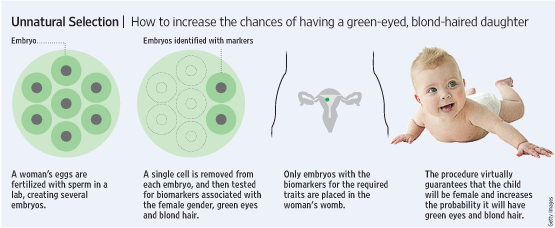 Unnatural Selection | How to increase the chances of having a green-eyed, blond-haired daughter
Embryo
Embryos identified with markers
A woman's eggs are
fertilized with sperm in a
lab, creating several
embryos.
A single cell is removed from
each embryo, and then tested
for biomarkers associated with
the female gender, green eyes
and blond hair.
Only embryos with the
biomarkers for the required
traits are placed in the
woman's womb.
The procedure virtually
guarantees that the child
will be female and increases
the probability it will have
green eyes and blond hair.
Getty Images